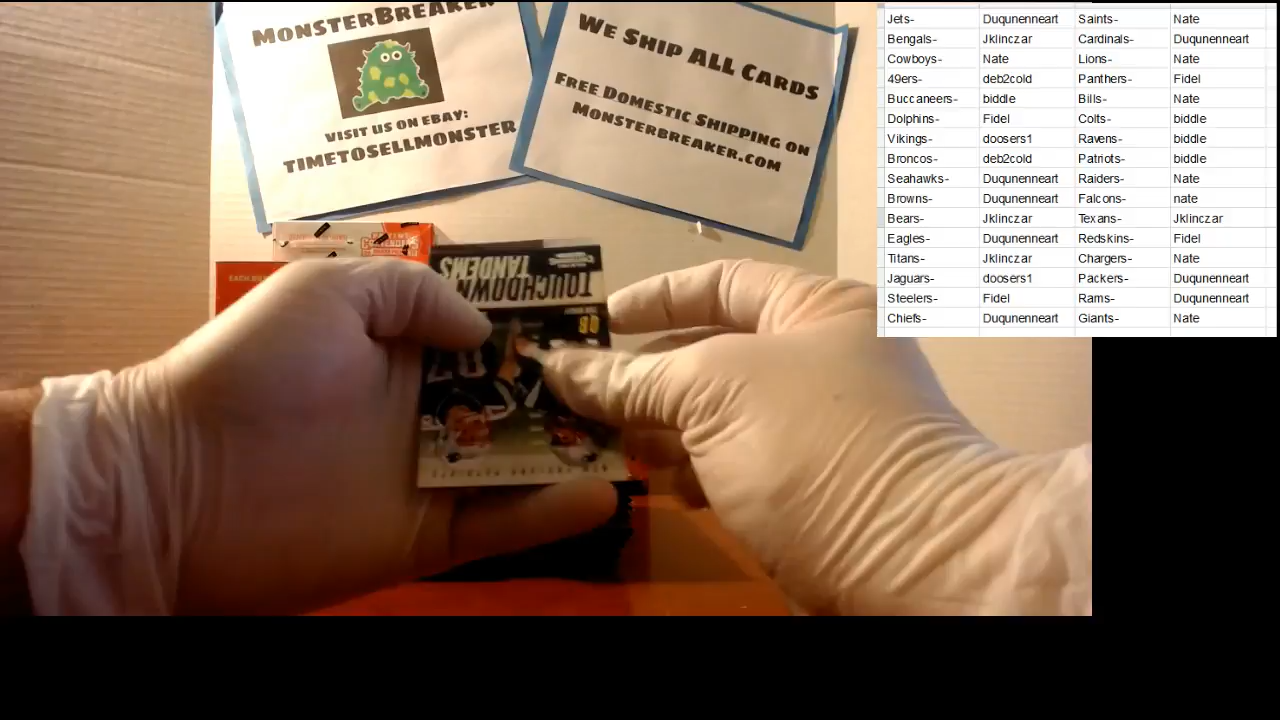 MONSTERBREAKER
VISIT US ON EBAY:
TIMETOSELLMONSTER
WE SHIP ALL CARDS
FREE DOMESTIC SHIPPING ON
MONSTERBREAKER.COM
Jets- Duqunenneart Saints- Nate
Bengals- Jklinczar Cardinals- Duqunenneart
Cowboys- Nate Lions- Nate
49ers- deb2cold Panthers- Fidel
Buccaneers- biddle Bills- Nate
Dolphins- Fidel Colts- biddle
Vikings- doosers1 Ravens- biddle
Broncos- deb2cold Patriots- biddle
Seahawks- Duqunenneart Raiders- Nate
Browns- Duqunenneart Falcons- nate
Bears- Jklinczar Texans- Jklinczar
Eagles- Duqunenneart Redskins- Fidel
Titans- Jklinczar Chargers- Nate
Jaguars- doosers1 Packers- Duqunenneart
Steelers- Fidel Rams- Duqunenneart
Chiefs- Duqunenneart Giants- Nate
TOUCHDOWN
TANDEMS
QB
87